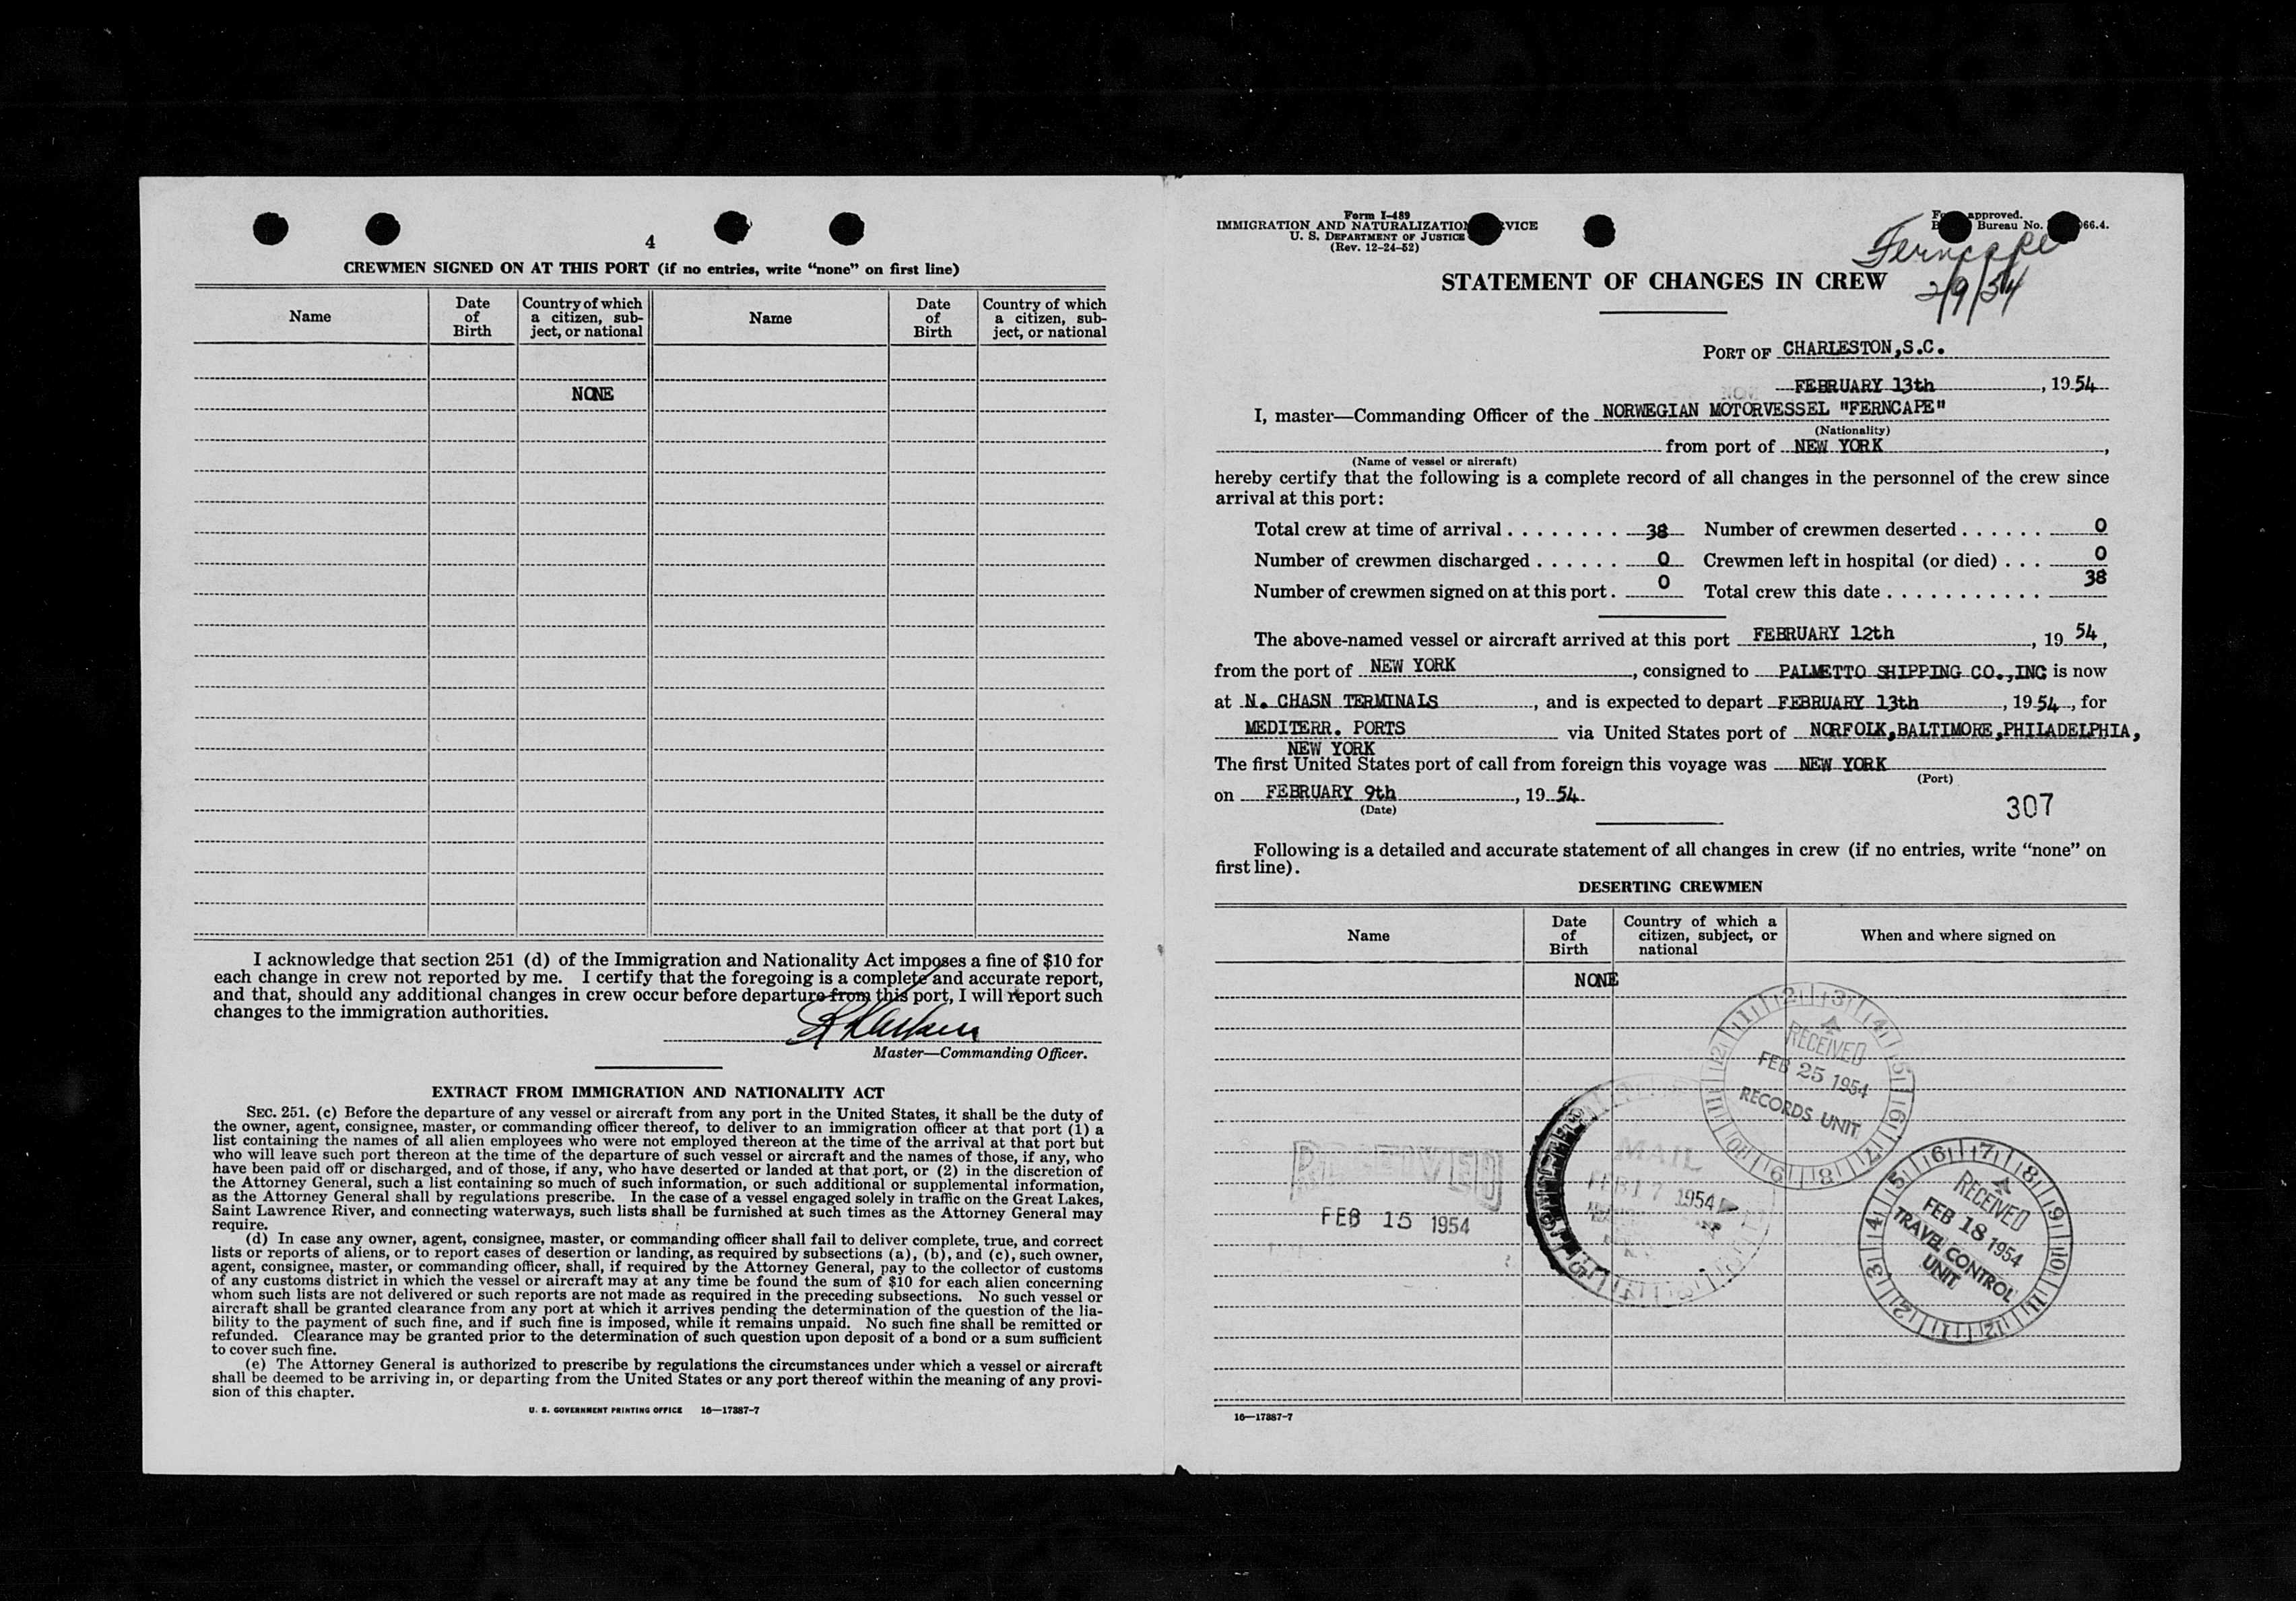 4
CREWMEN SIGNED ON AT THIS PORT (if no entries, write “none” on first line)
Name
Date of Birth
Country of which a citizen, subject, or national
Name
Date of Birth
Country of which a citizen, subject, or national
NONE
I acknowledge that section 251 (d) of the Immigration and Nationality Act imposes a fine of $10 for
each change in crew not reported by me. I certify that the foregoing is a complete and accurate report,
and that, should any additional changes in crew occur before departure from this port, I will report such
changes to the immigration authorities.
Master—Commanding Officer.
EXTRACT FROM IMMIGRATION AND NATIONALITY ACT
SEC. 251. (c) Before the departure of any vessel or aircraft from any port in the United States, it shall be the duty of
the owner, agent, consignee, master, or commanding officer thereof, to deliver to an immigration officer at that port (1) a
list containing the names of all alien employees who were not employed thereon at the time of the arrival at that port but
who will leave such port thereon at the time of the departure of such vessel or aircraft and the names of those, if any, who
have been paid off or discharged, and of those, if any, who have deserted or landed at that port, or (2) in the discretion of
the Attorney General, such a list containing so much of such information, or such additional or supplemental information,
as the Attorney General shall by regulations prescribe. In the case of a vessel engaged solely in traffic on the Great Lakes,
Saint Lawrence River, and connecting waterways, such lists shall be furnished at such times as the Attorney General may
require.
(d) In case any owner, agent, consignee, master, or commanding officer shall fail to deliver complete, true, and correct
lists or reports of aliens, or to report cases of desertion or landing, as required by subsections (a), (b), and (c), such owner,
agent, consignee, master, or commanding officer, shall, if required by the Attorney General, pay to the collector of customs
of any customs district in which the vessel or aircraft may at any time be found the sum of $10 for each alien concerning
whom such lists are not delivered or such reports are not made as required in the preceding subsections. No such vessel or
aircraft shall be granted clearance from any port at which it arrives pending the determination of the question of the lia-
bility to the payment of such fine, and if such fine is imposed, while it remains unpaid. No such fine shall be remitted or
refunded. Clearance may be granted prior to the determination of such question upon deposit of a bond or a sum sufficient
to cover such fine.
(e) The Attorney General is authorized to prescribe by regulations the circumstances under which a vessel or aircraft
shall be deemed to be arriving in, or departing from the United States or any port thereof within the meaning of any provi-
sion of this chapter.
U. S. GOVERNMENT PRINTING OFFICE 16—17387-7
Form I-489
IMMIGRATION AND NATURALIZATION VICE
U. S. DEPARTMENT OF JUSTICE
(Rev. 12-24-52)
approved.
Bureau No. 66.4.
Ferncape
2/9/54
STATEMENT OF CHANGES IN CREW
PORT OF CHARLESTON,S.C.
FEBRUARY 13th, 1954
I, master—Commanding Officer of the NORWEGIAN MOTORVESSEL "FERNCAPE"
(Nationality)
from port of NEW YORK,
(Name of vessel or aircraft)
hereby certify that the following is a complete record of all changes in the personnel of the crew since
arrival at this port:
Total crew at time of arrival 38 Number of crewmen deserted 0
Number of crewmen discharged 0 Crewmen left in hospital (or died) 0
Number of crewmen signed on at this port 0 Total crew this date 38
The above-named vessel or aircraft arrived at this port FEBRUARY 12th, 1954,
from the port of NEW YORK, consigned to PALMETTO SHIPPING CO.,INC is now
at N. CHASN TERMINALS, and is expected to depart FEBRUARY 13th, 1954, for
MEDITERR. PORTS via United States port of NORFOLK,BALTIMORE,PHILADELPHIA,
NEW YORK
The first United States port of call from foreign this voyage was NEW YORK
(Port)
on FEBRUARY 9th, 1954
(Date)
307
Following is a detailed and accurate statement of all changes in crew (if no entries, write “none” on
first line).
DESERTING CREWMEN
Name
Date of Birth
Country of which a citizen, subject, or national
When and where signed on
NONE
RECEIVED
FEB 25 1954
RECORDS UNIT
RECEIVED
FEB 15 1954
MAIL
FEB 17 1954
RECEIVED
FEB 18 1954
TRAVEL CONTROL
UNIT
16—17387-7